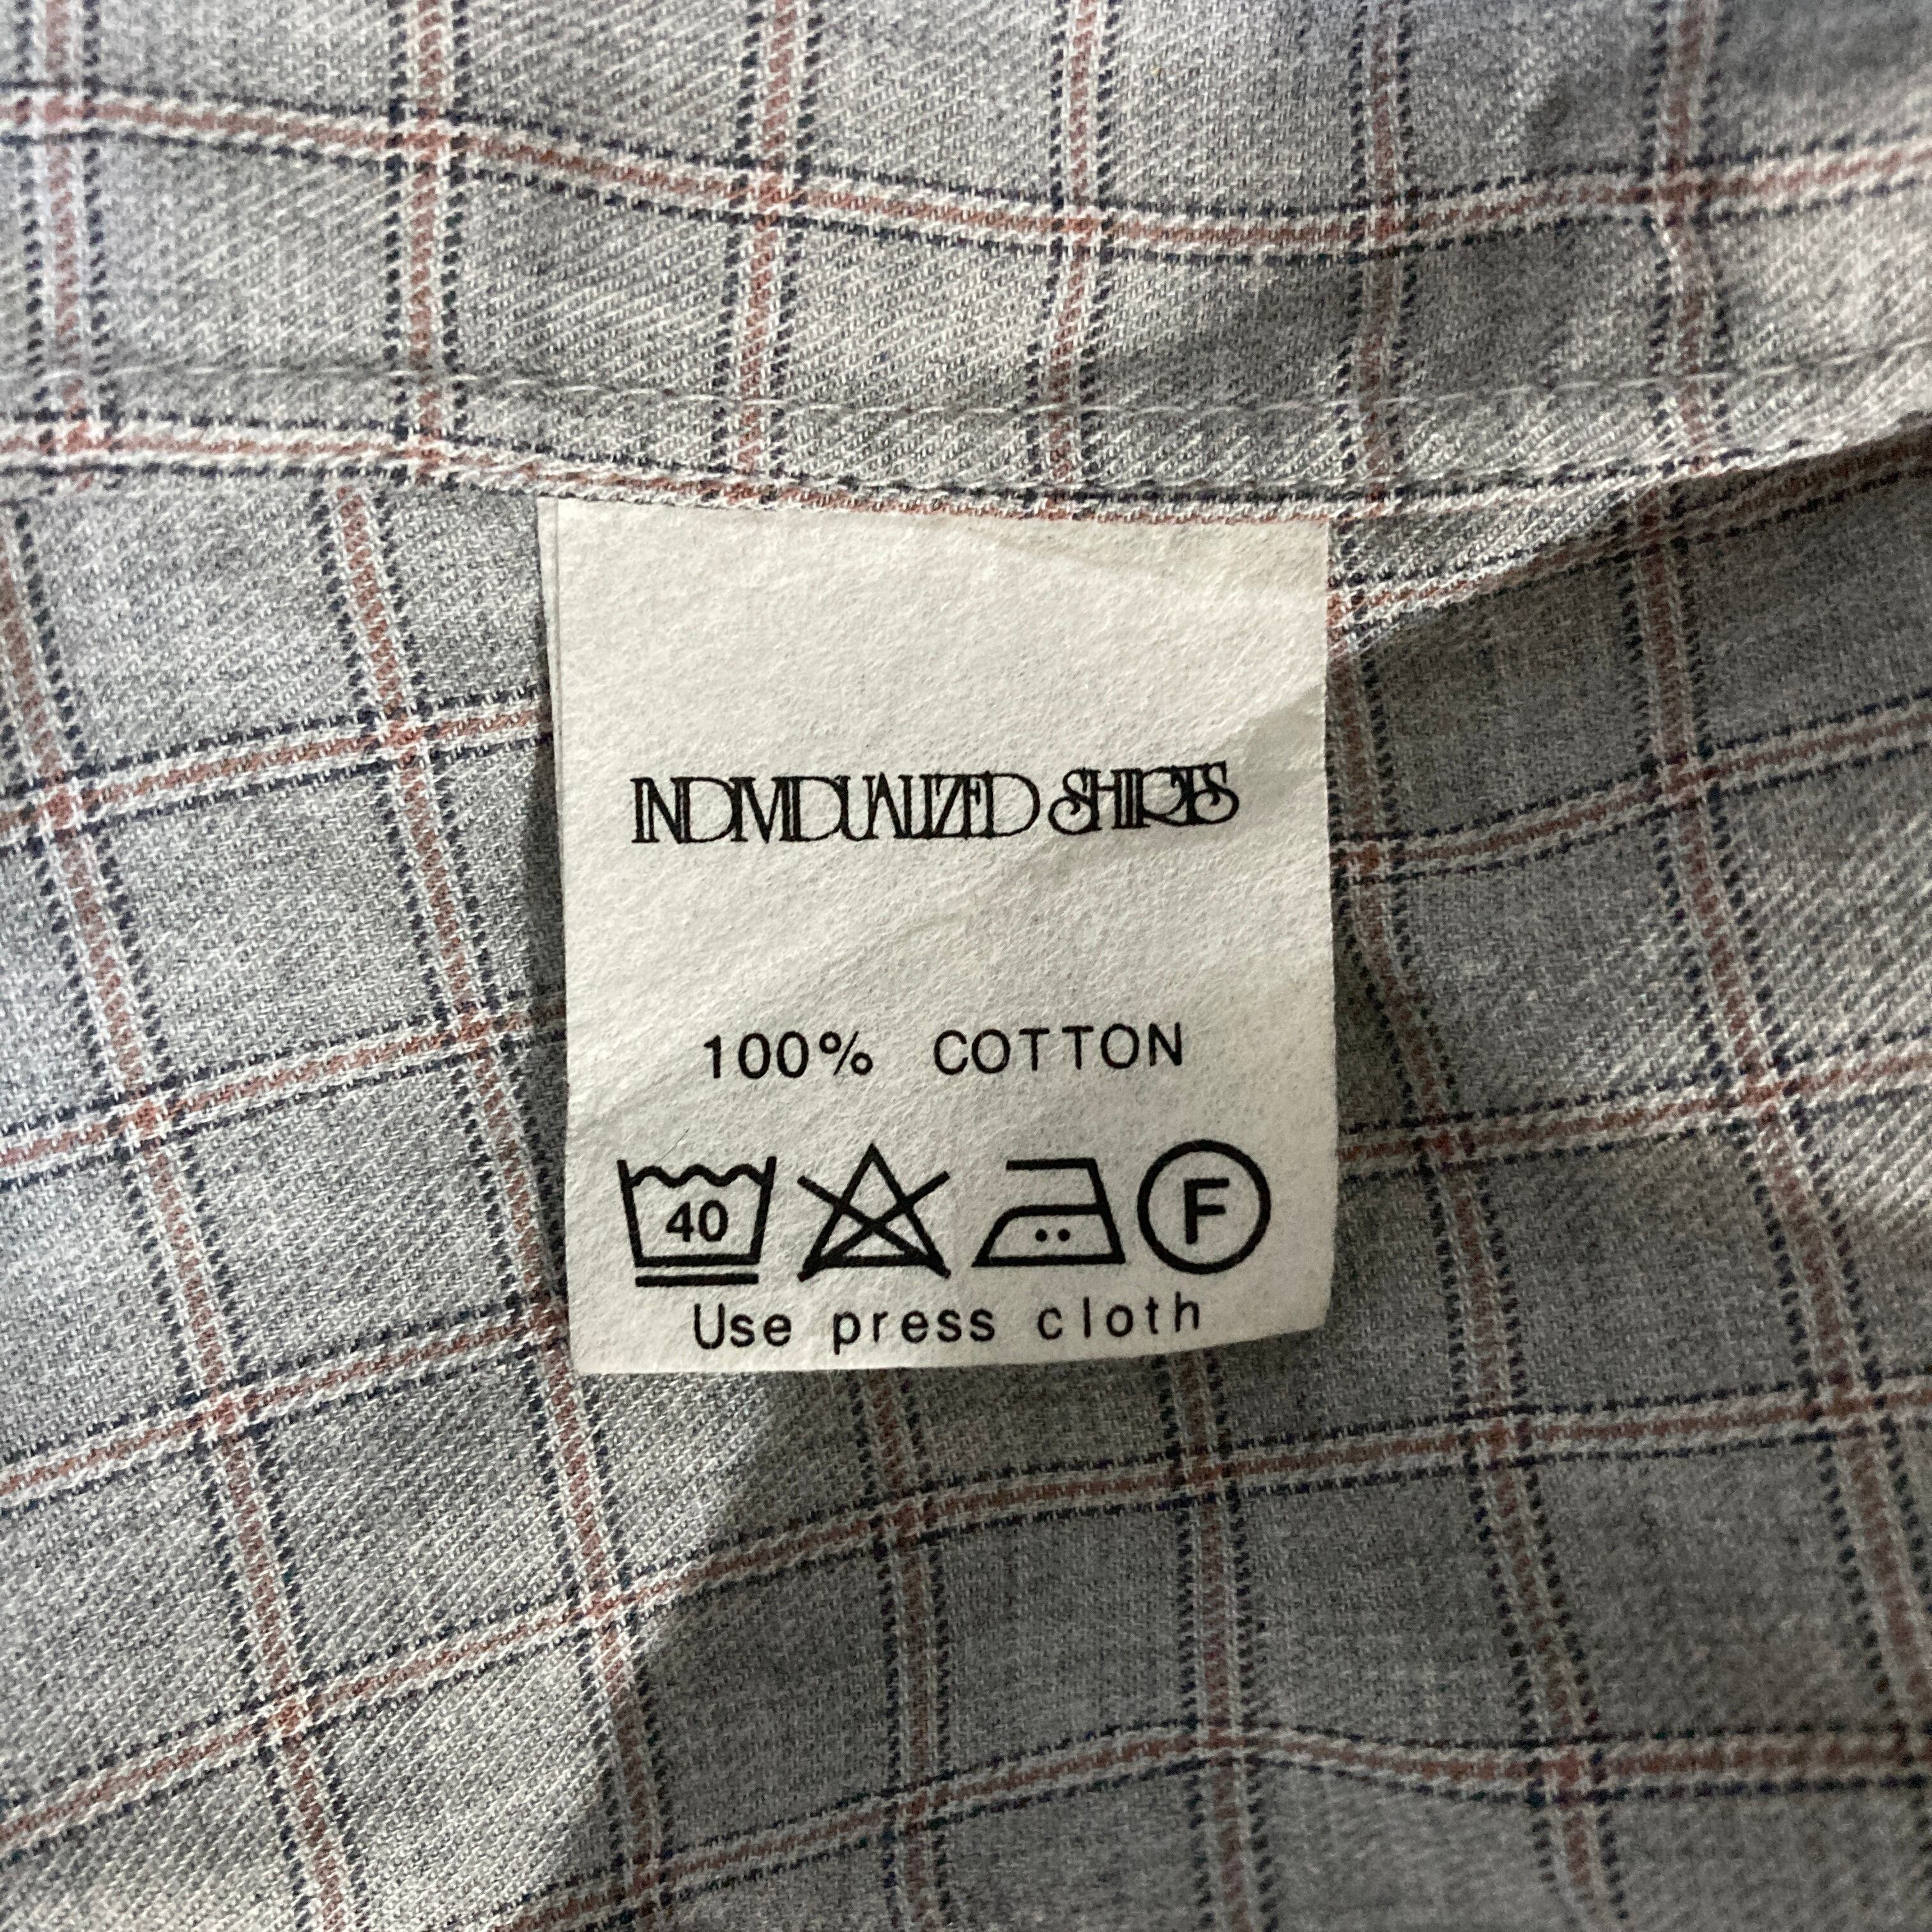 INDIVIDUALIZED SHIRTS
100% COTTON
40 F
Use press cloth